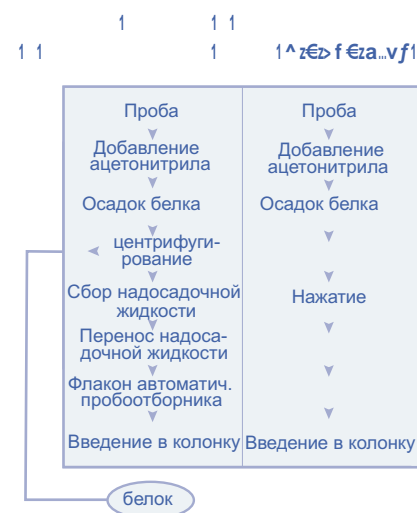 Проба
Добавление
ацетонитрила
Осадок белка
центрифуги-
рование
Сбор надосадочной
жидкости
Перенос надоса-
дочной жидкости
Флакон автоматич.
пробоотборника
Введение в колонку
Проба
Добавление
ацетонитрила
Осадок белка
Нажатие
Введение в колонку
белок